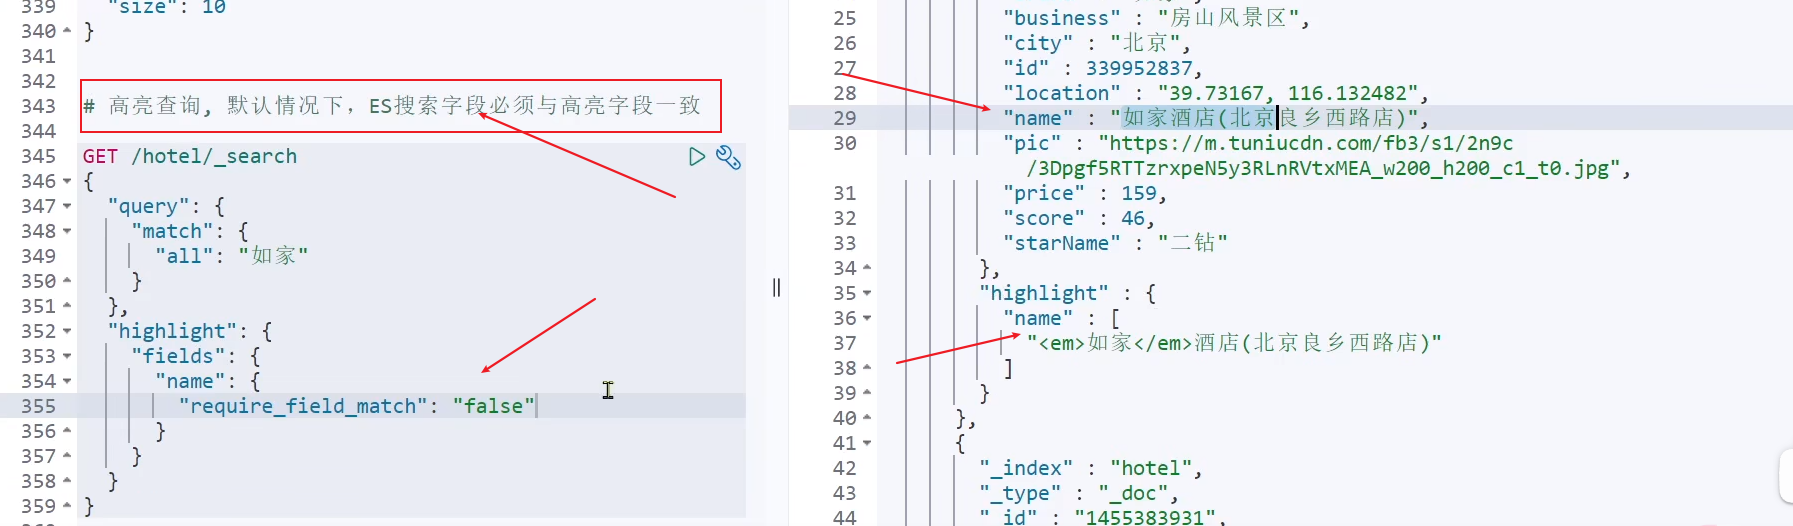 339 "size": 10
340 }
341
342
343 # 高亮查询, 默认情况下, ES搜索字段必须与高亮字段一致
344
345 GET /hotel/_search
346 {
347 "query": {
348 "match": {
349 "all": "如家"
350 }
351 },
352 "highlight": {
353 "fields": {
354 "name": {
355 "require_field_match": "false"
356 }
357 }
358 }
359 }
25 "business" : "房山风景区",
26 "city" : "北京",
27 "id" : 339952837,
28 "location" : "39.73167, 116.132482",
29 "name" : "如家酒店(北京良乡西路店)",
30 "pic" : "https://m.tuniucdn.com/fb3/s1/2n9c
/3Dpgf5RTTzrxpeN5y3RLnRVtxMEA_w200_h200_c1_t0.jpg",
31 "price" : 159,
32 "score" : 46,
33 "starName" : "二钻"
34 },
35 "highlight" : {
36 "name" : [
37 "<em>如家</em>酒店(北京良乡西路店)"
38 ]
39 }
40 },
41 {
42 "_index" : "hotel",
43 "_type" : "_doc",
44 "_id" : "1455383931",